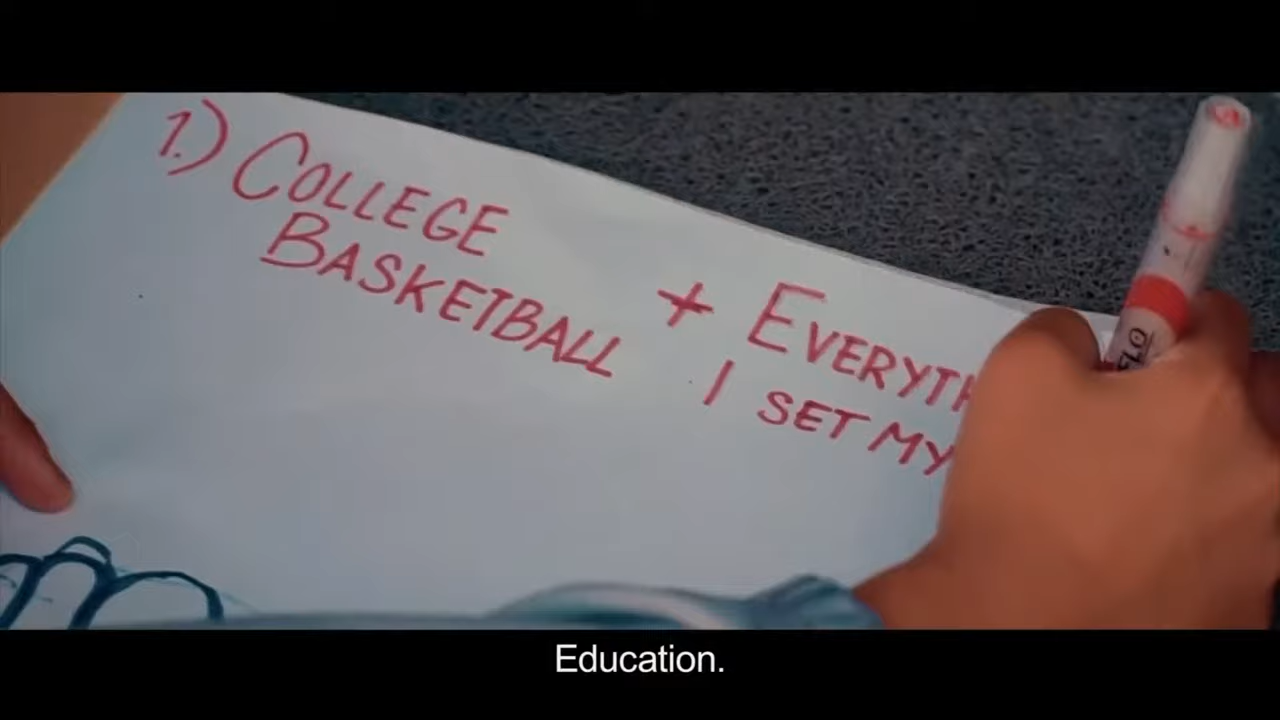 1.) COLLEGE
BASKETBALL
+ EVERYTH
I SET MY
Education.